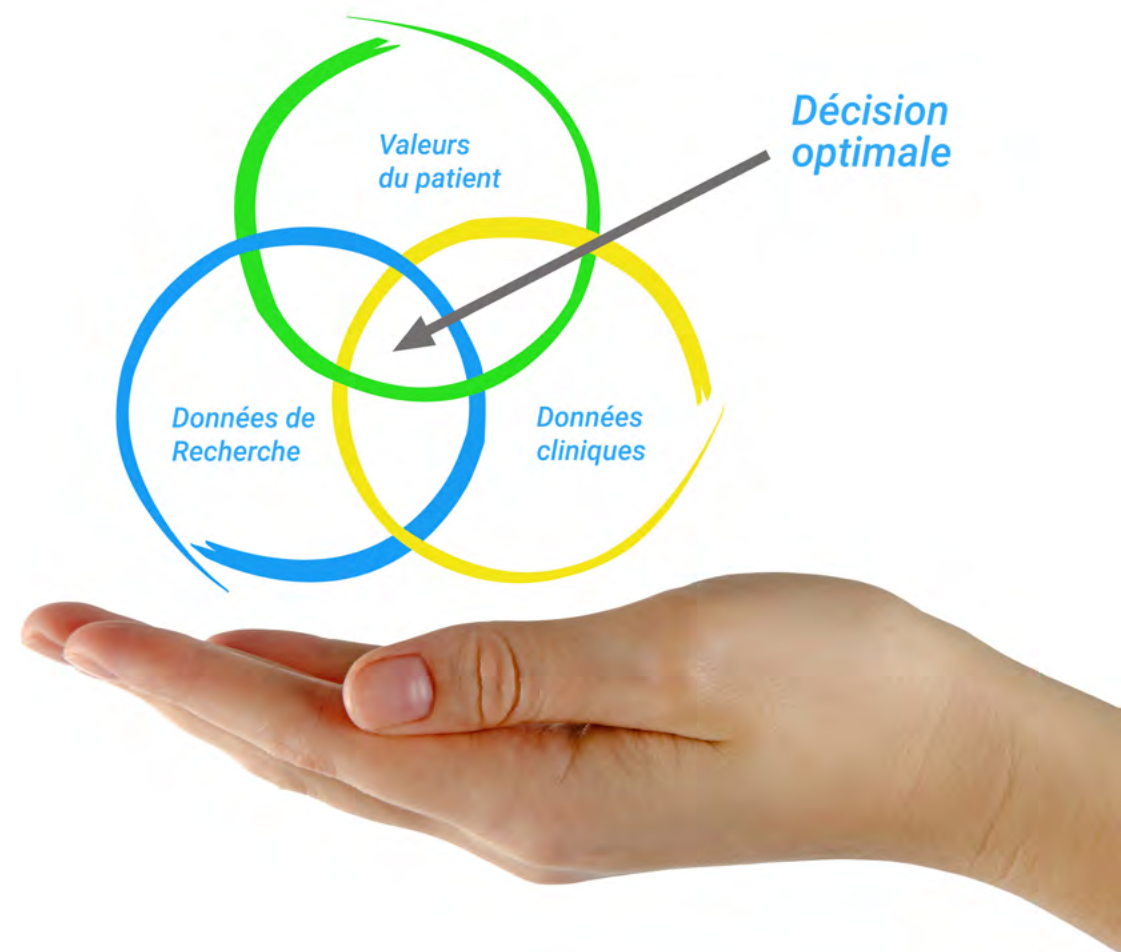 Décision
optimale
Valeurs
du patient
Données de
Recherche
Données
cliniques